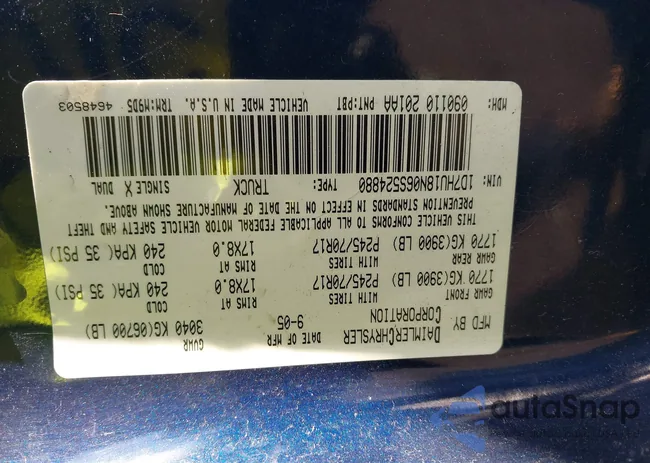 MFD BY: DAIMLERCHRYSLER CORPORATION DATE OF MFR 9-05 GVWR 3040 KG(06700 LB)
GAWR FRONT WITH TIRES RIMS AT COLD
1770 KG(3900 LB) P245/70R17 17X8.0 240 KPA( 35 PSI)
GAWR REAR WITH TIRES RIMS AT COLD
1770 KG(3900 LB) P245/70R17 17X8.0 240 KPA( 35 PSI)
THIS VEHICLE CONFORMS TO ALL APPLICABLE FEDERAL MOTOR VEHICLE SAFETY AND THEFT
PREVENTION STANDARDS IN EFFECT ON THE DATE OF MANUFACTURE SHOWN ABOVE.
VIN: 1D7HU18N06S524880 TYPE: TRUCK SINGLE X DUAL
MDH: 090110 201AA PNT:PBT VEHICLE MADE IN U.S.A. TRM:M9D5 4648503
autoSnap